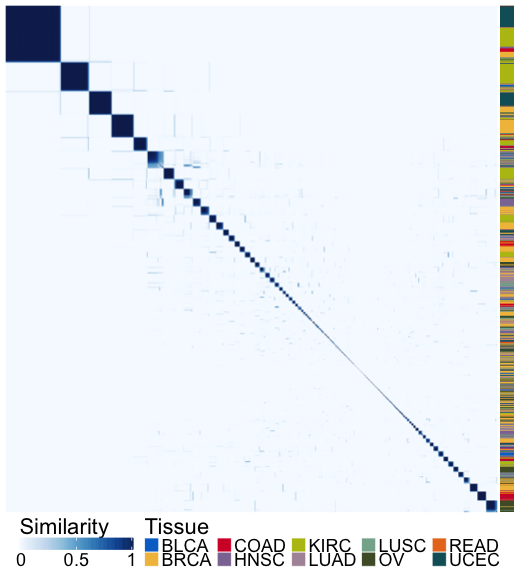 Similarity Tissue
BLCA COAD KIRC LUSC READ
0 0.5 1 BRCA HNSC LUAD OV UCEC